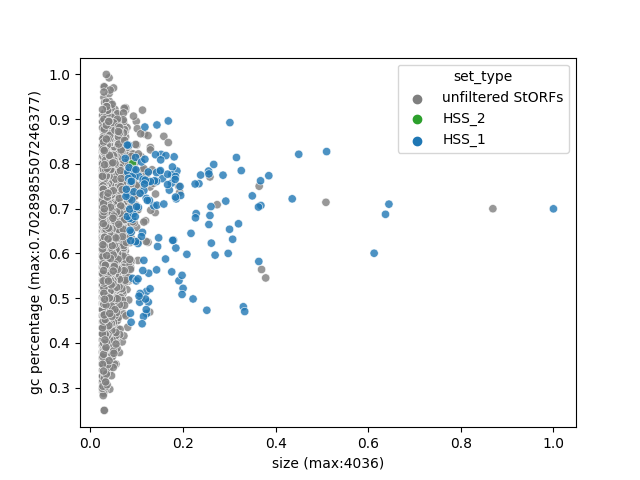 set_type
unfiltered StORFs
HSS_2
HSS_1
1.0
0.9
0.8
0.7
0.6
0.5
0.4
0.3
gc percentage (max:0.7028985507246377)
0.0 0.2 0.4 0.6 0.8 1.0
size (max:4036)